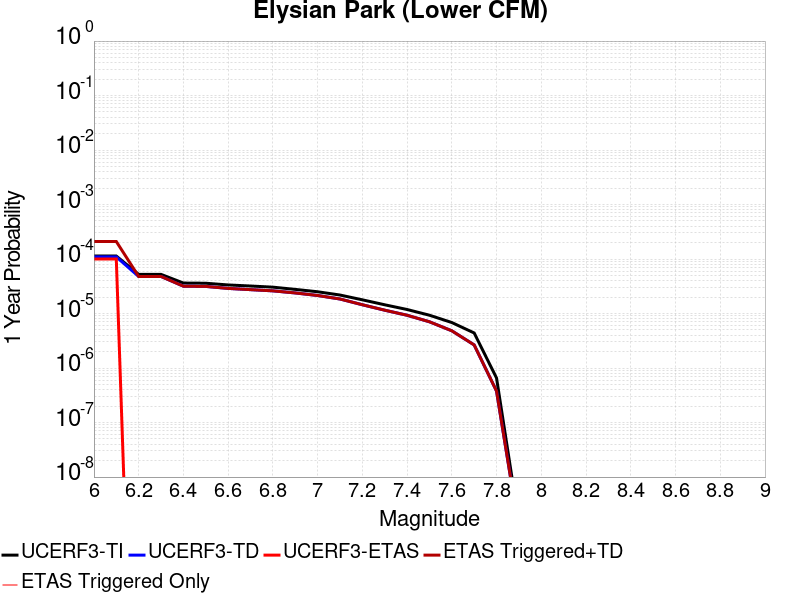 Elysian Park (Lower CFM)
10^0
10^-1
10^-2
10^-3
10^-4
10^-5
10^-6
10^-7
10^-8
1 Year Probability
6 6.2 6.4 6.6 6.8 7 7.2 7.4 7.6 7.8 8 8.2 8.4 8.6 8.8 9
Magnitude
UCERF3-TI UCERF3-TD UCERF3-ETAS ETAS Triggered+TD
ETAS Triggered Only